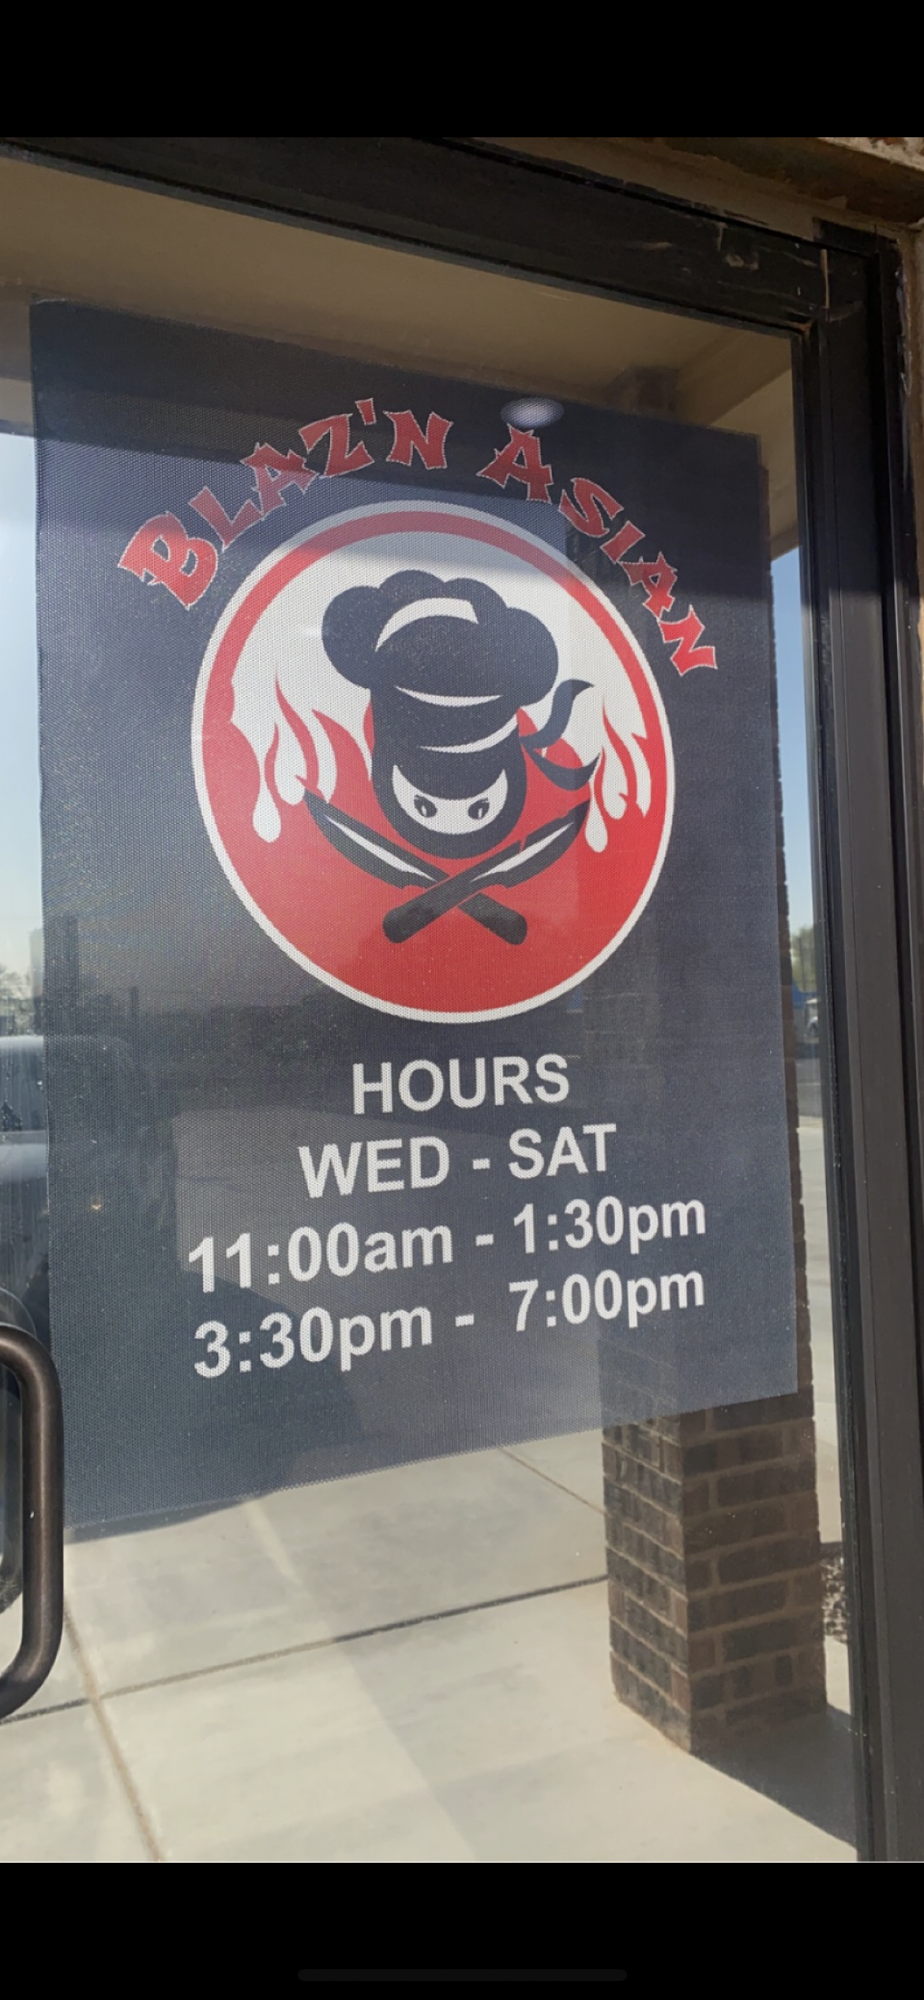 BLAZ'N ASIAN
HOURS
WED - SAT
11:00am - 1:30pm
3:30pm - 7:00pm